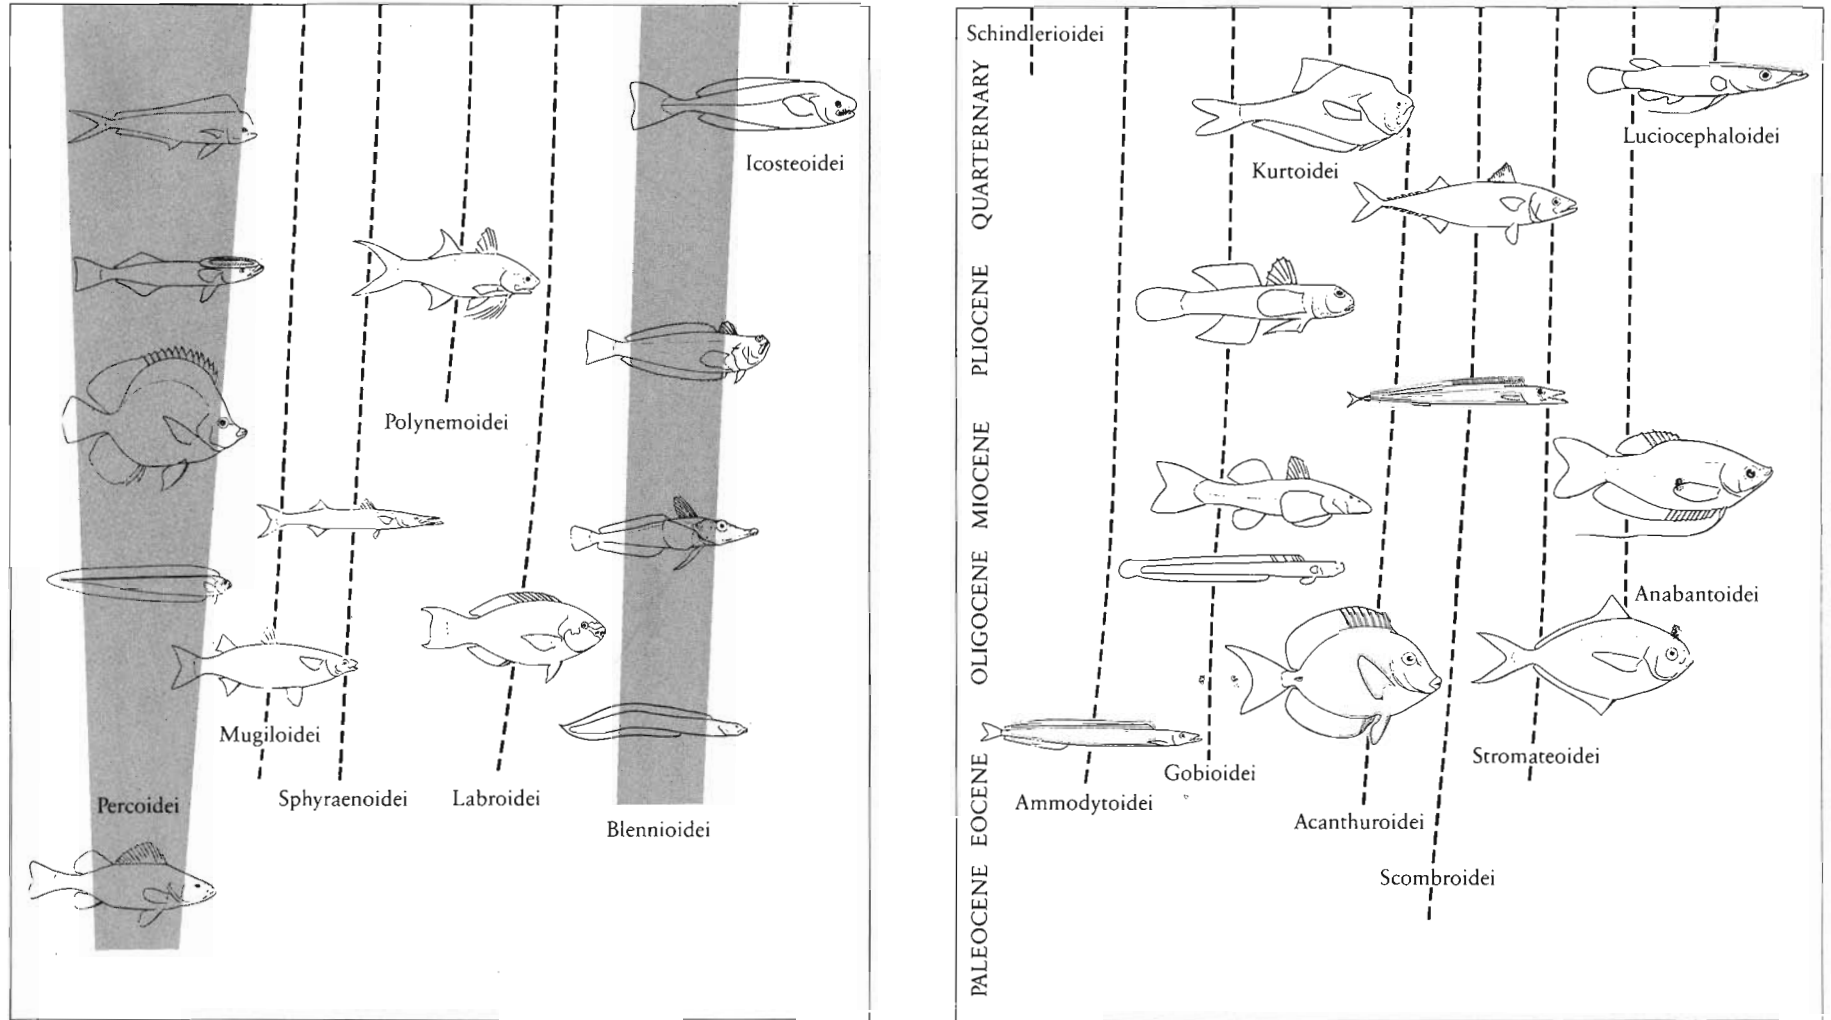 Icosteoidei
Polynemoidei
Mugiloidei
Percoidei
Sphyraenoidei
Labroidei
Blennioidei
Schindlerioidei
Luciocephaloidei
Kurtoidei
Anabantoidei
Stromateoidei
Gobioidei
Ammodytoidei
Acanthuroidei
Scombroidei
QUARTERNARY
PLIOCENE
MIOCENE
OLIGOCENE
EOCENE
PALEOCENE